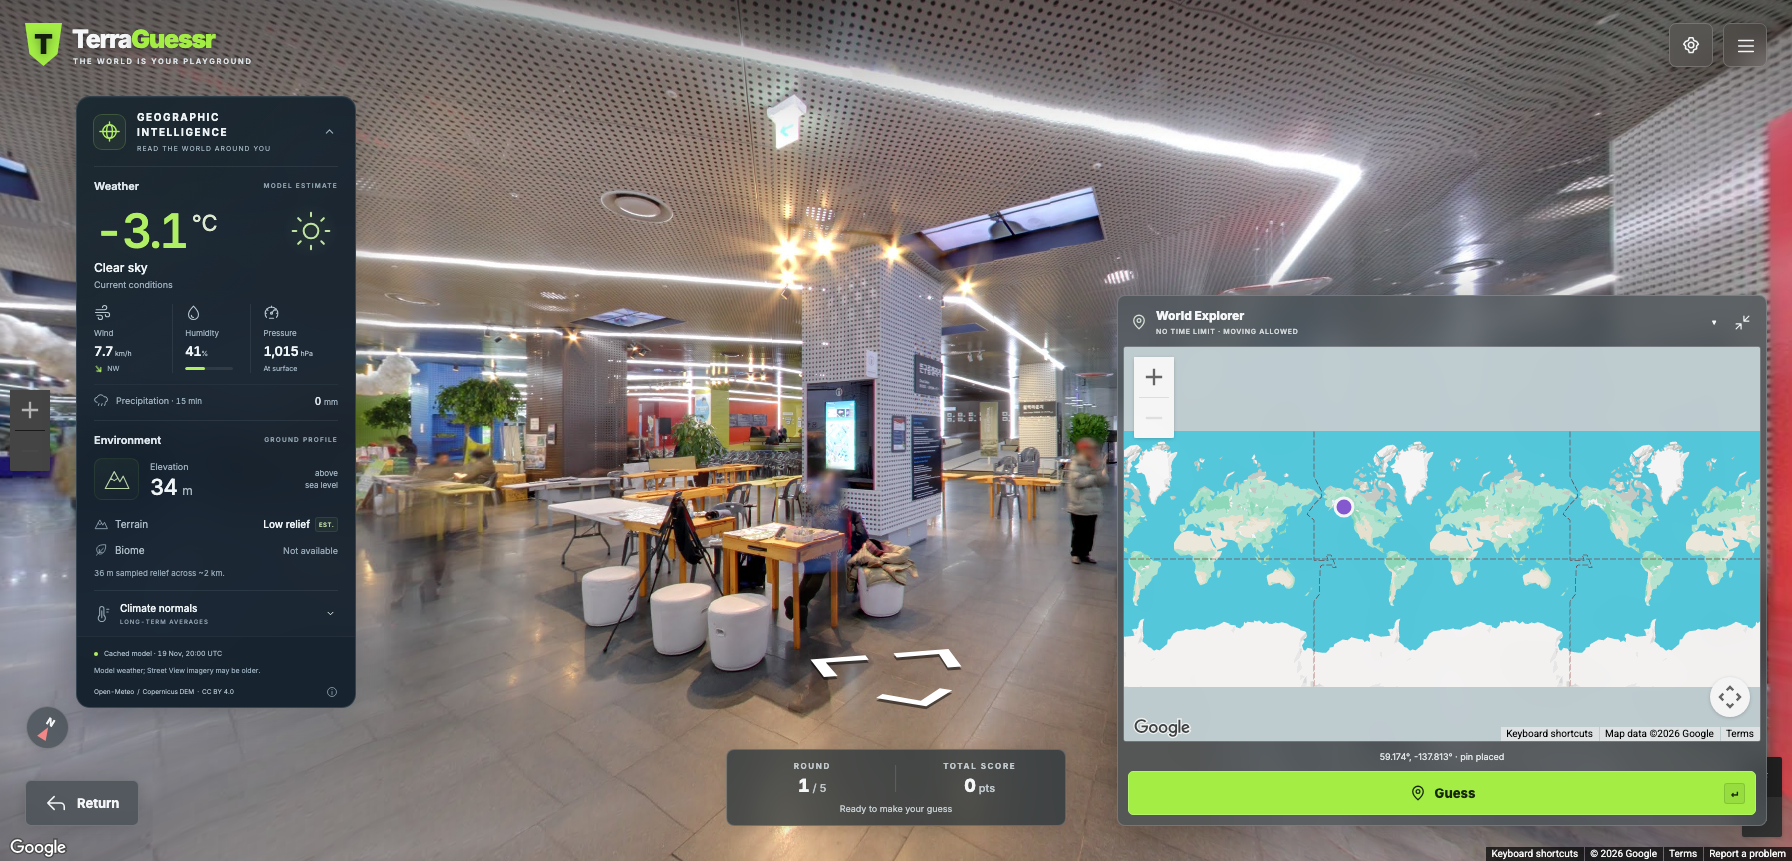 TerraGuessr
THE WORLD IS YOUR PLAYGROUND
GEOGRAPHIC
INTELLIGENCE
READ THE WORLD AROUND YOU
Weather
MODEL ESTIMATE
-3.1 °C
Clear sky
Current conditions
Wind
Humidity
Pressure
7.7 km/h
41%
1,015 hPa
NW
At surface
Precipitation · 15 min
0 mm
Environment
GROUND PROFILE
Elevation
34 m
above
sea level
Terrain
Low relief
EST.
Biome
Not available
36 m sampled relief across ~2 km.
Climate normals
LONG-TERM AVERAGES
Cached model · 19 Nov, 20:00 UTC
Model weather; Street View imagery may be older.
Open-Meteo / Copernicus DEM · CC BY 4.0
N
Return
Google
ROUND
1 / 5
TOTAL SCORE
0 pts
Ready to make your guess
World Explorer
NO TIME LIMIT · MOVING ALLOWED
Google
Keyboard shortcuts
Map data ©2026 Google
Terms
59.174°, -137.813° · pin placed
Guess
Keyboard shortcuts
© 2026 Google
Terms
Report a problem